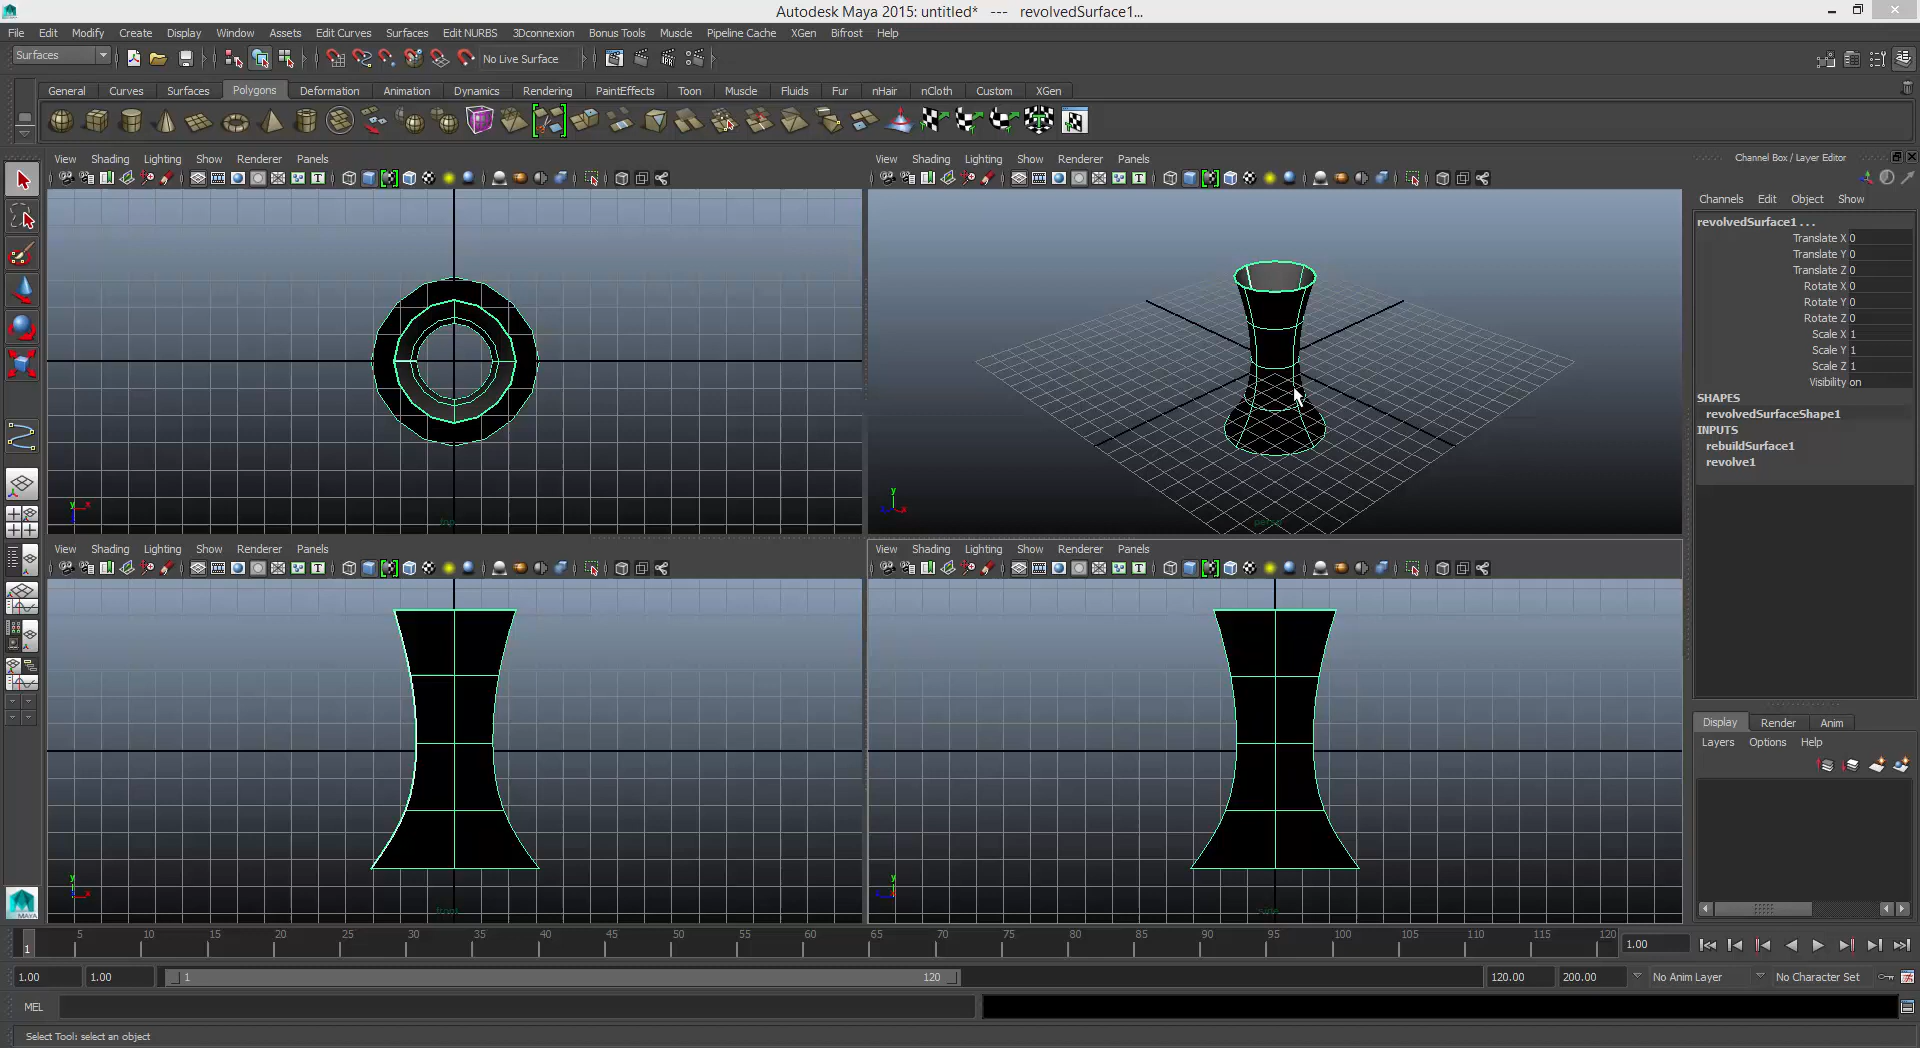 Autodesk Maya 2015: untitled* --- revolvedSurface1...
File Edit Modify Create Display Window Assets Edit Curves Surfaces Edit NURBS 3Dconnexion Bonus Tools Muscle Pipeline Cache XGen Bifrost Help
Surfaces No Live Surface
General Curves Surfaces Polygons Deformation Animation Dynamics Rendering PaintEffects Toon Muscle Fluids Fur nHair nCloth Custom XGen
View Shading Lighting Show Renderer Panels
View Shading Lighting Show Renderer Panels
Channel Box / Layer Editor
Channels Edit Object Show
revolvedSurface1 . . .
Translate X 0
Translate Y 0
Translate Z 0
Rotate X 0
Rotate Y 0
Rotate Z 0
Scale X 1
Scale Y 1
Scale Z 1
Visibility on
SHAPES
revolvedSurfaceShape1
INPUTS
rebuildSurface1
revolve1
y x
top
y z x
persp
View Shading Lighting Show Renderer Panels
View Shading Lighting Show Renderer Panels
y x
front
y
side
Display Render Anim
Layers Options Help
MAYA
1 5 10 15 20 25 30 35 40 45 50 55 60 65 70 75 80 85 90 95 100 105 110 115 120 1.00
1.00 1.00 1 120 120.00 200.00 No Anim Layer No Character Set
MEL
Select Tool: select an object